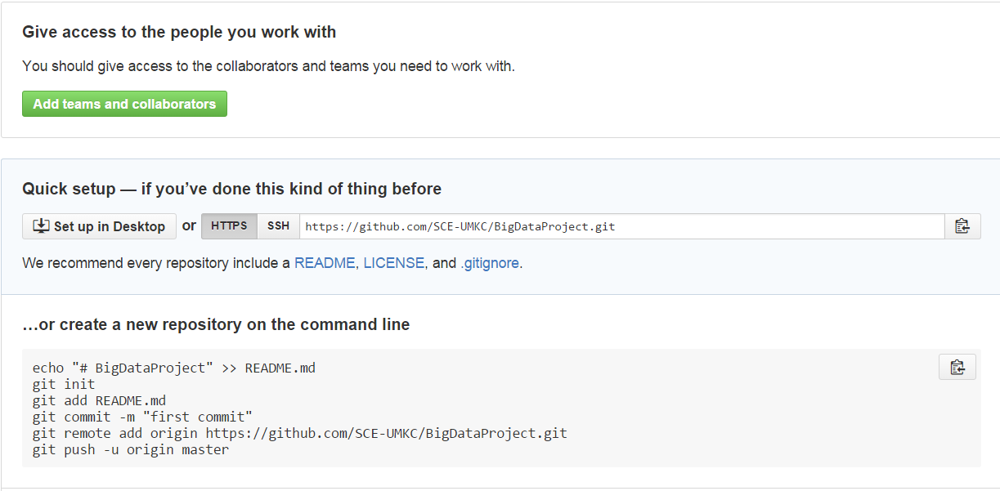 Give access to the people you work with
You should give access to the collaborators and teams you need to work with.
Add teams and collaborators
Quick setup — if you’ve done this kind of thing before
Set up in Desktop or HTTPS SSH https://github.com/SCE-UMKC/BigDataProject.git
We recommend every repository include a README, LICENSE, and .gitignore.
…or create a new repository on the command line
echo "# BigDataProject" >> README.md
git init
git add README.md
git commit -m "first commit"
git remote add origin https://github.com/SCE-UMKC/BigDataProject.git
git push -u origin master